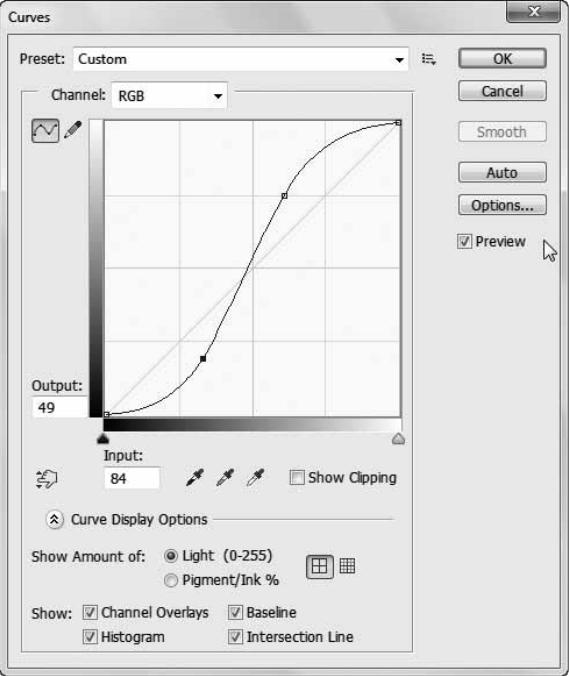 Curves
Preset: Custom
OK
Channel: RGB
Cancel
Smooth
Auto
Options...
Preview
Output:
49
Input:
84
Show Clipping
Curve Display Options
Show Amount of: Light (0-255)
Pigment/Ink %
Show: Channel Overlays Baseline
Histogram Intersection Line